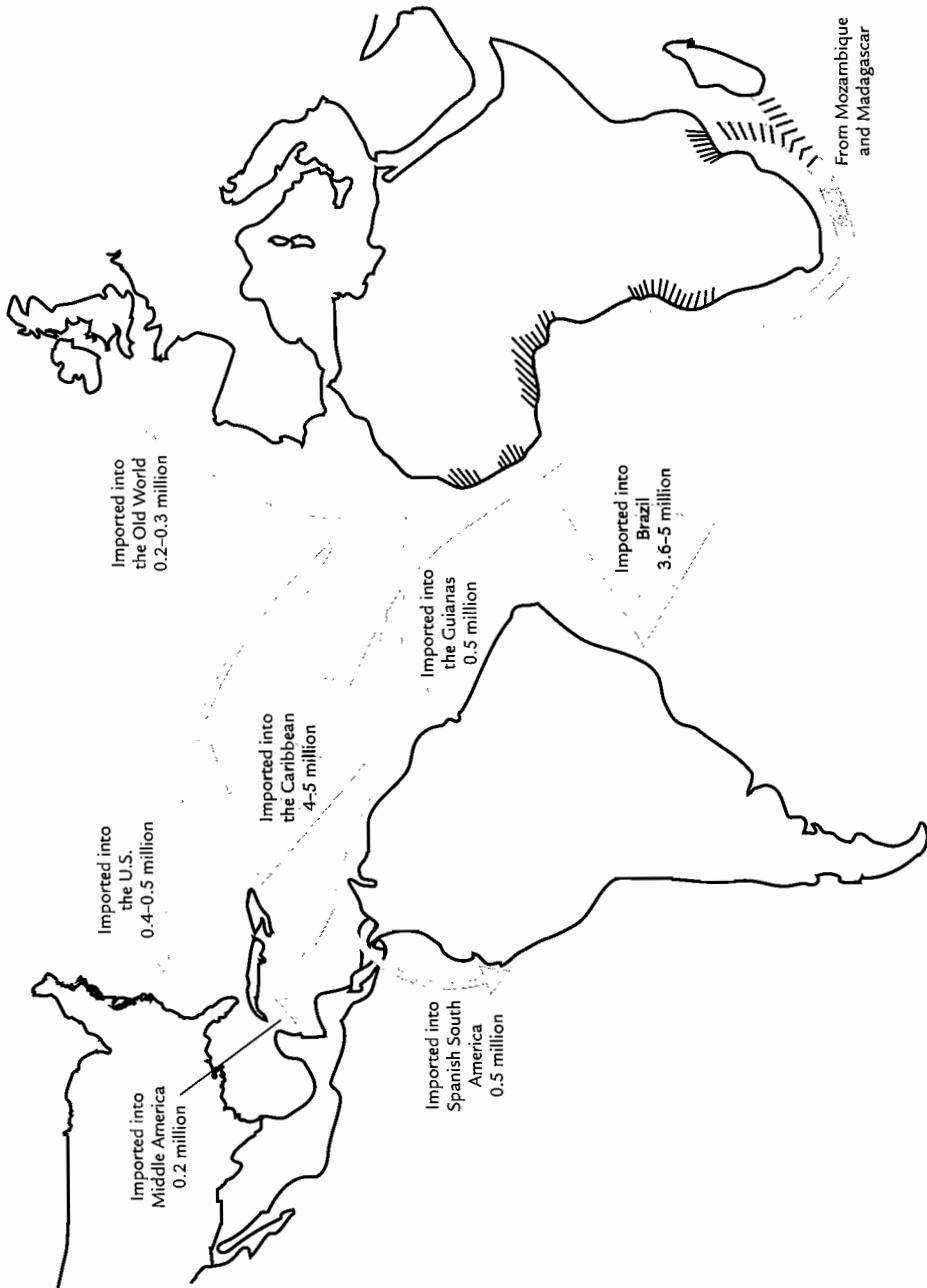 Imported into
the U.S.
0.4–0.5 million
Imported into
Middle America
0.2 million
Imported into
the Caribbean
4–5 million
Imported into
the Old World
0.2–0.3 million
Imported into
Spanish South
America
0.5 million
Imported into
the Guianas
0.5 million
Imported into
Brazil
3.6–5 million
From Mozambique
and Madagascar